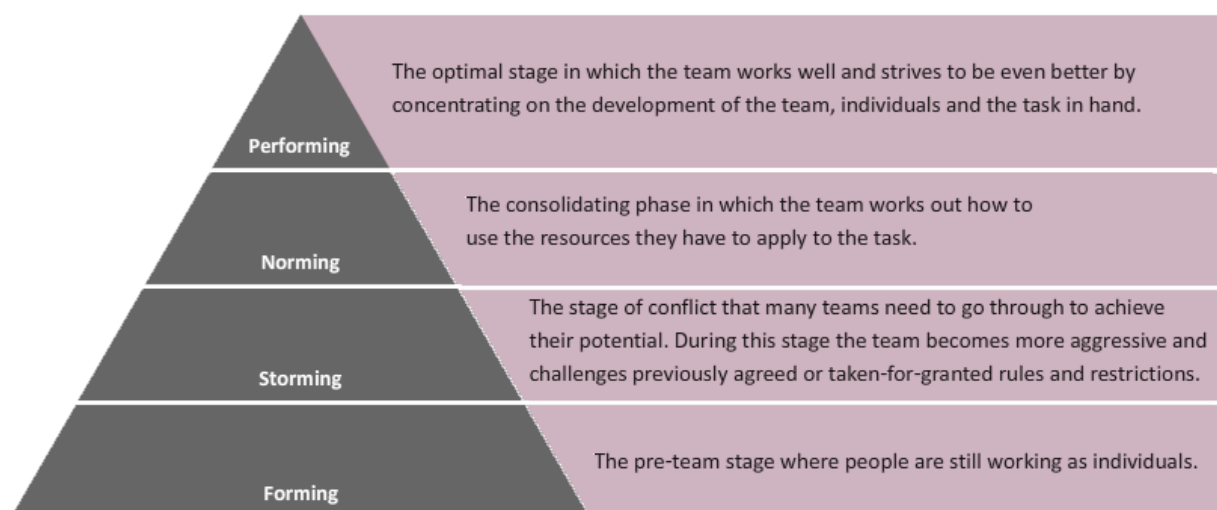 The optimal stage in which the team works well and strives to be even better by
concentrating on the development of the team, individuals and the task in hand.
Performing
The consolidating phase in which the team works out how to
use the resources they have to apply to the task.
Norming
The stage of conflict that many teams need to go through to achieve
their potential. During this stage the team becomes more aggressive and
challenges previously agreed or taken-for-granted rules and restrictions.
Storming
The pre-team stage where people are still working as individuals.
Forming